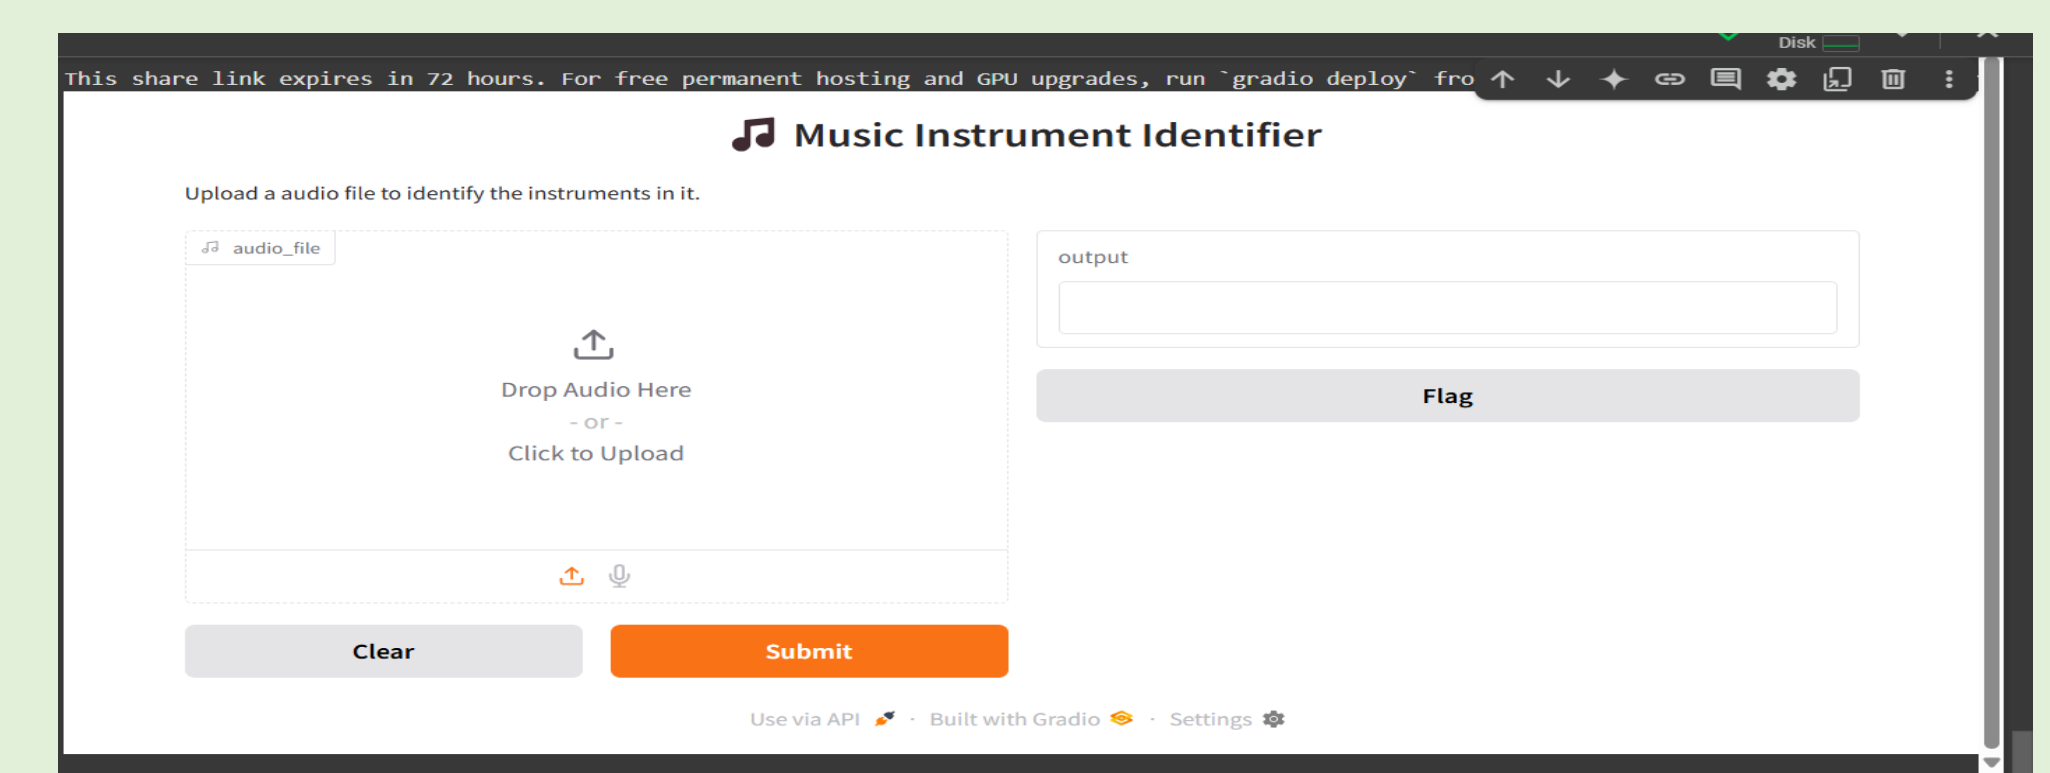 Disk
This share link expires in 72 hours. For free permanent hosting and GPU upgrades, run `gradio deploy` fro
Music Instrument Identifier
Upload a audio file to identify the instruments in it.
audio_file
Drop Audio Here
- or -
Click to Upload
output
Flag
Clear
Submit
Use via API · Built with Gradio · Settings